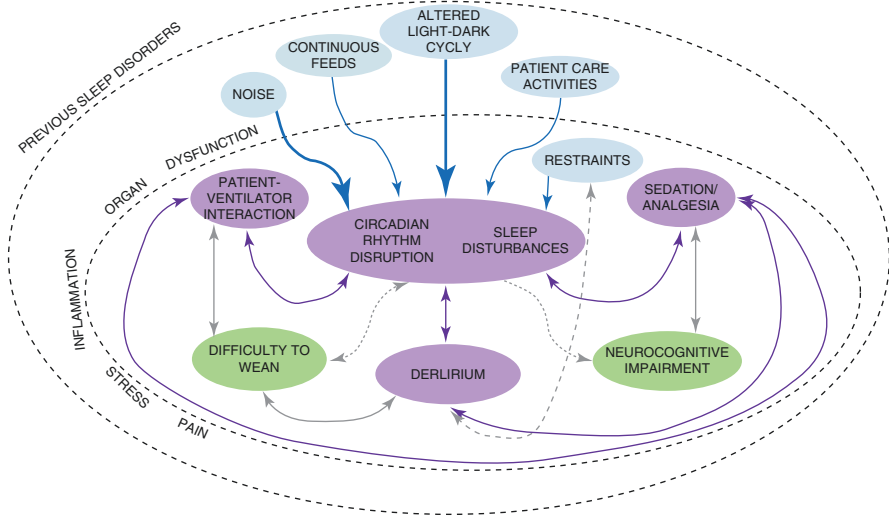 ALTERED
LIGHT-DARK
CYCLY
CONTINUOUS
FEEDS
PATIENT CARE
ACTIVITIES
NOISE
PREVIOUS SLEEP DISORDERS
DYSFUNCTION
ORGAN
RESTRAINTS
PATIENT-
VENTILATOR
INTERACTION
SEDATION/
ANALGESIA
CIRCADIAN
RHYTHM
DISRUPTION
SLEEP
DISTURBANCES
INFLAMMATION
DIFFICULTY TO
WEAN
DERLIRIUM
NEUROCOGNITIVE
IMPAIRMENT
STRESS
PAIN